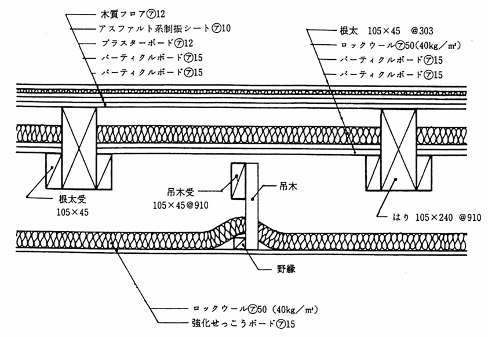 木質フロア㋐12
アスファルト系制振シート㋐10
プラスターボード㋐12
パーティクルボード㋐15
パーティクルボード㋐15
根太 105×45 @303
ロックウール㋐50(40kg/㎥)
パーティクルボード㋐15
パーティクルボード㋐15
根太受
105×45
吊木受
105×45@910
吊木
はり 105×240 @910
野縁
ロックウール㋐50 (40kg/㎥)
強化せっこうボード㋐15